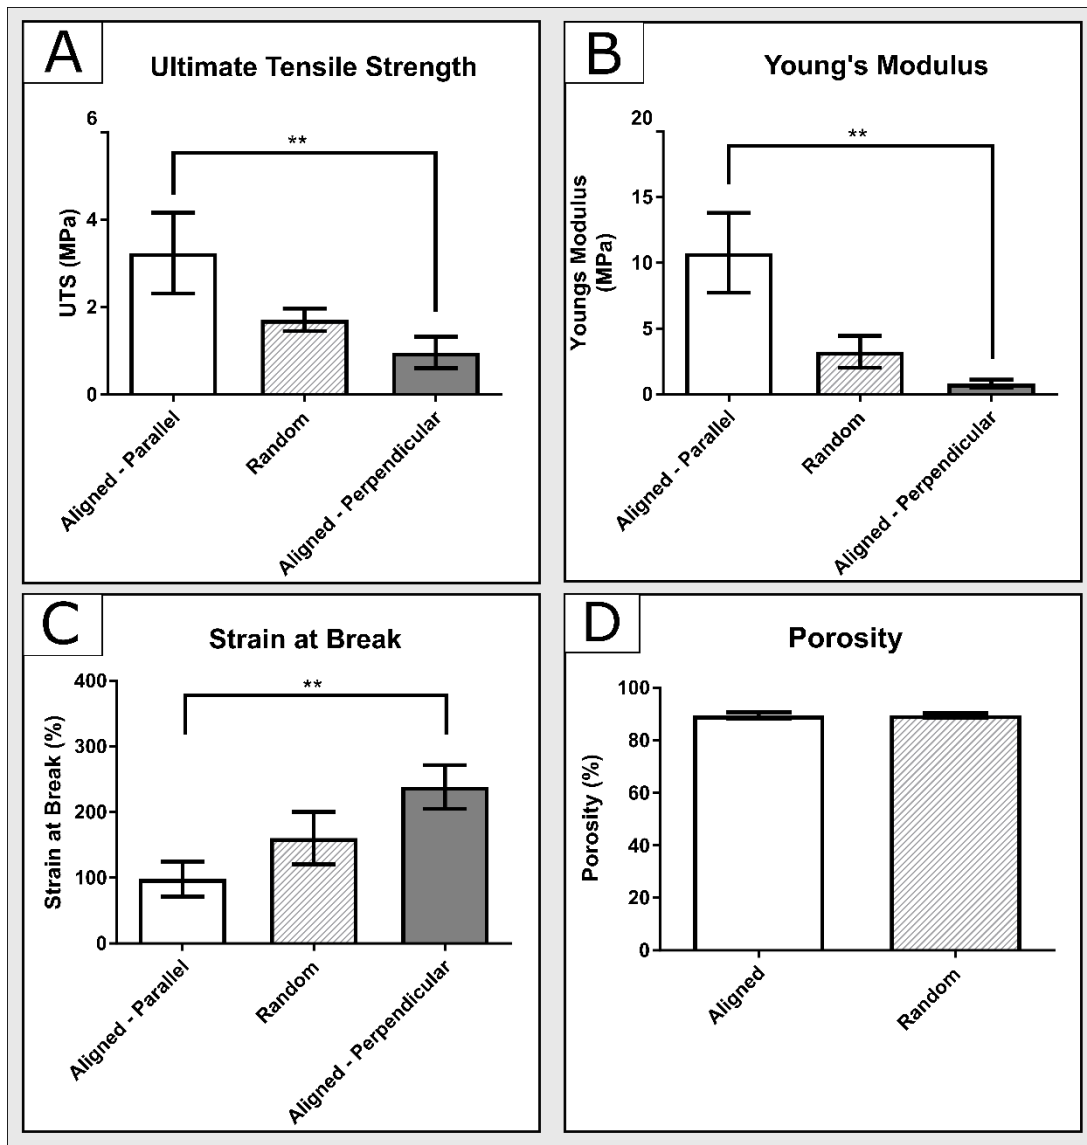 A
Ultimate Tensile Strength
6
4
2
0
UTS (MPa)
**
Aligned - Parallel
Random
Aligned - Perpendicular
B
Young's Modulus
20
15
10
5
0
Youngs Modulus
(MPa)
**
Aligned - Parallel
Random
Aligned - Perpendicular
C
Strain at Break
400
300
200
100
0
Strain at Break (%)
**
Aligned - Parallel
Random
Aligned - Perpendicular
D
Porosity
100
80
60
40
20
0
Porosity (%)
Aligned
Random